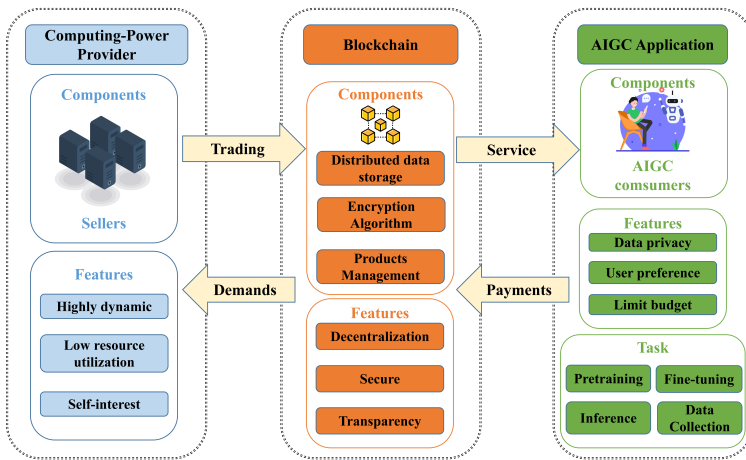 Computing-Power
Provider
Components
Sellers
Features
Highly dynamic
Low resource
utilization
Self-interest
Trading
Demands
Blockchain
Components
Distributed data
storage
Encryption
Algorithm
Products
Management
Features
Decentralization
Secure
Transparency
Service
Payments
AIGC Application
Components
AIGC
comsumers
Features
Data privacy
User preference
Limit budget
Task
Pretraining
Fine-tuning
Inference
Data
Collection